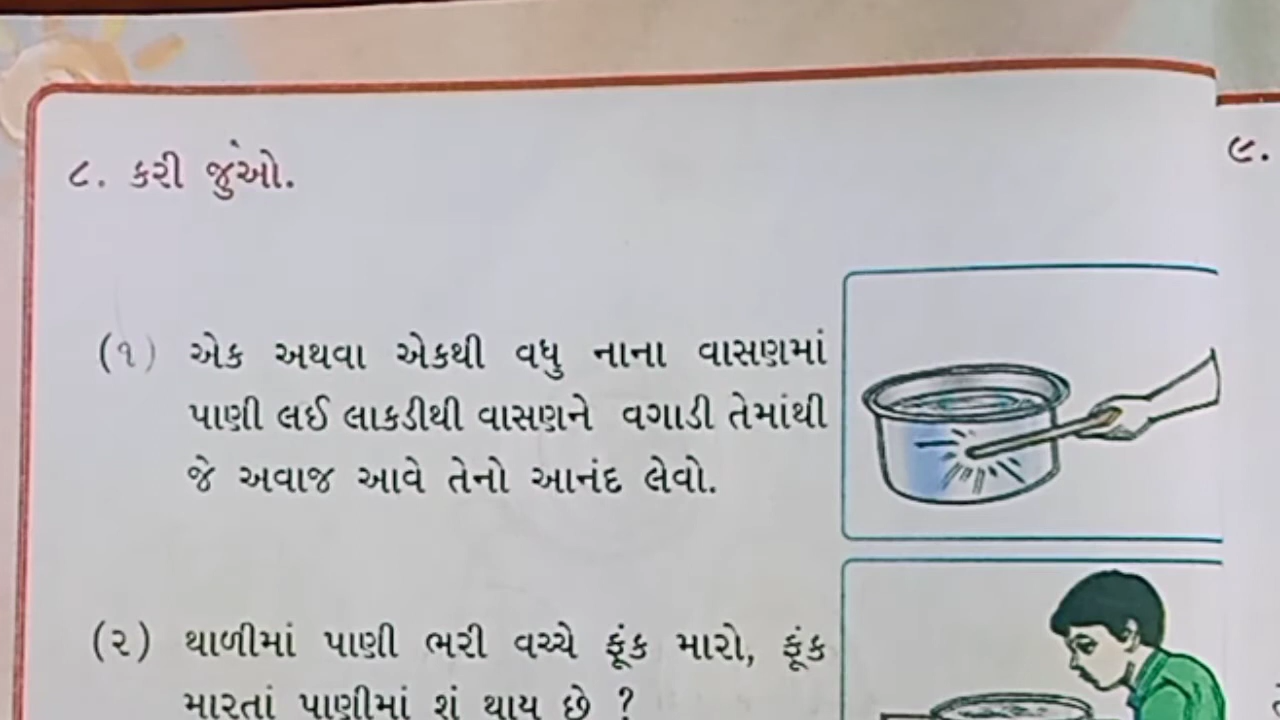 ૮. કરી જુઓ.
(૧) એક અથવા એકથી વધુ નાના વાસણમાં
પાણી લઈ લાકડીથી વાસણને વગાડી તેમાંથી
જે અવાજ આવે તેનો આનંદ લેવો.
(૨) થાળીમાં પાણી ભરી વચ્ચે ફૂંક મારો, ફૂંક
મારતાં પાણીમાં શું થાય છે ?
૯.